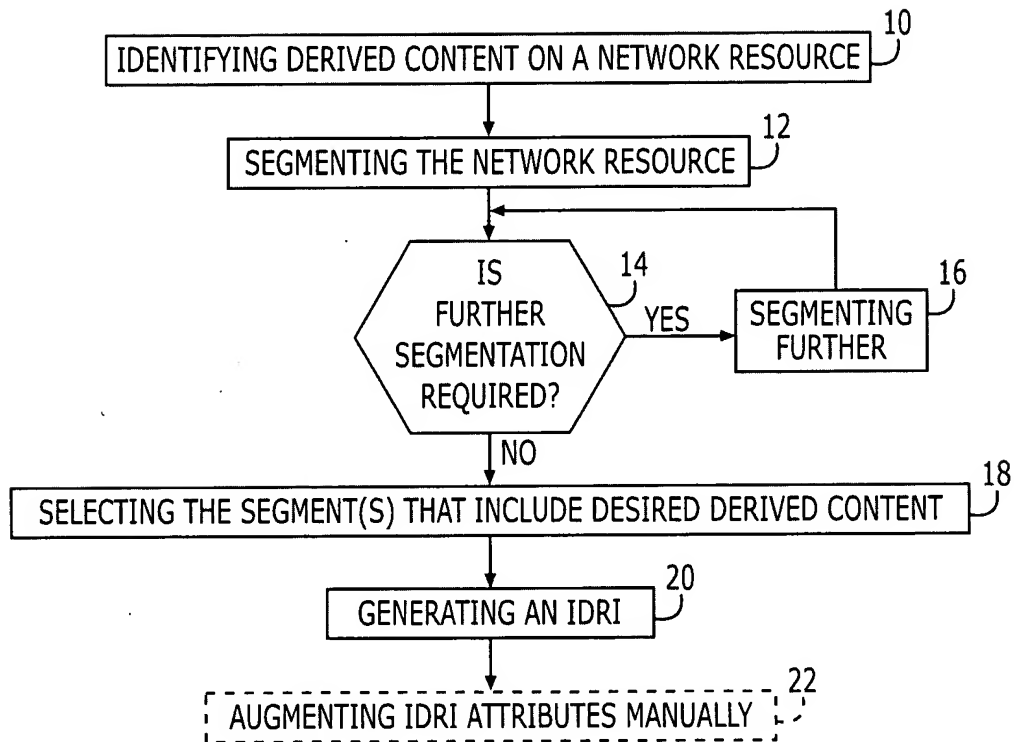 10
IDENTIFYING DERIVED CONTENT ON A NETWORK RESOURCE
12
SEGMENTING THE NETWORK RESOURCE
IS
FURTHER
SEGMENTATION
REQUIRED?
14
YES
16
SEGMENTING
FURTHER
NO
18
SELECTING THE SEGMENT(S) THAT INCLUDE DESIRED DERIVED CONTENT
20
GENERATING AN IDRI
22
AUGMENTING IDRI ATTRIBUTES MANUALLY